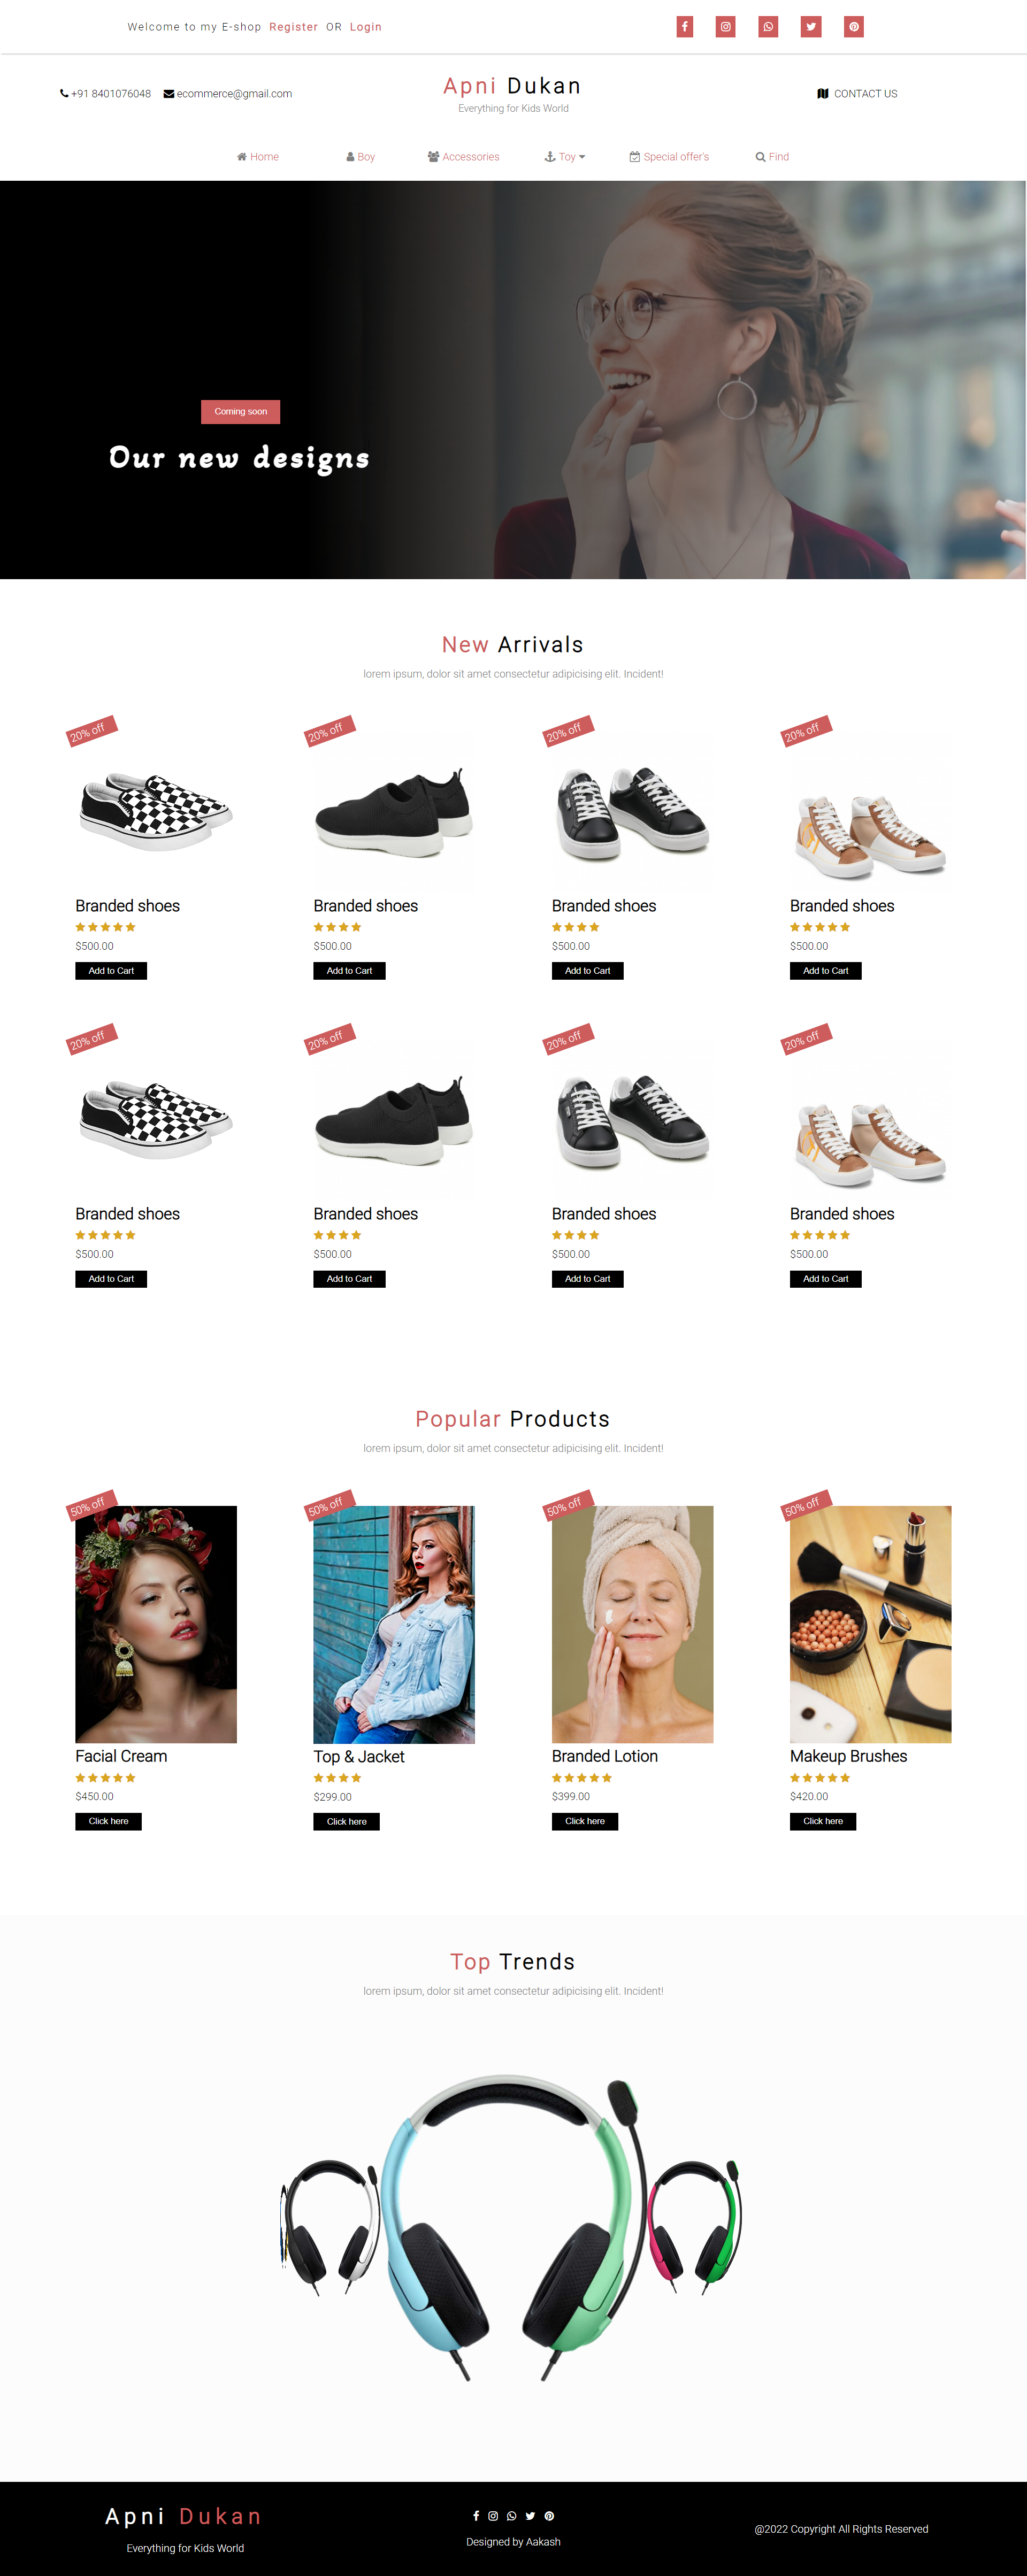 Welcome to my E-shop Register OR Login
+91 8401076048 ecommerce@gmail.com
Apni Dukan
Everything for Kids World
CONTACT US
Home Boy Accessories Toy Special offer's Find
Coming soon
Our new designs
New Arrivals
lorem ipsum, dolor sit amet consectetur adipicising elit. Incident!
20% off 20% off 20% off 20% off
Branded shoes Branded shoes Branded shoes Branded shoes
$500.00 $500.00 $500.00 $500.00
Add to Cart Add to Cart Add to Cart Add to Cart
20% off 20% off 20% off 20% off
Branded shoes Branded shoes Branded shoes Branded shoes
$500.00 $500.00 $500.00 $500.00
Add to Cart Add to Cart Add to Cart Add to Cart
Popular Products
lorem ipsum, dolor sit amet consectetur adipicising elit. Incident!
50% off 50% off 50% off 50% off
Facial Cream Top & Jacket Branded Lotion Makeup Brushes
$450.00 $299.00 $399.00 $420.00
Click here Click here Click here Click here
Top Trends
lorem ipsum, dolor sit amet consectetur adipicising elit. Incident!
Apni Dukan
Everything for Kids World
Designed by Aakash
@2022 Copyright All Rights Reserved